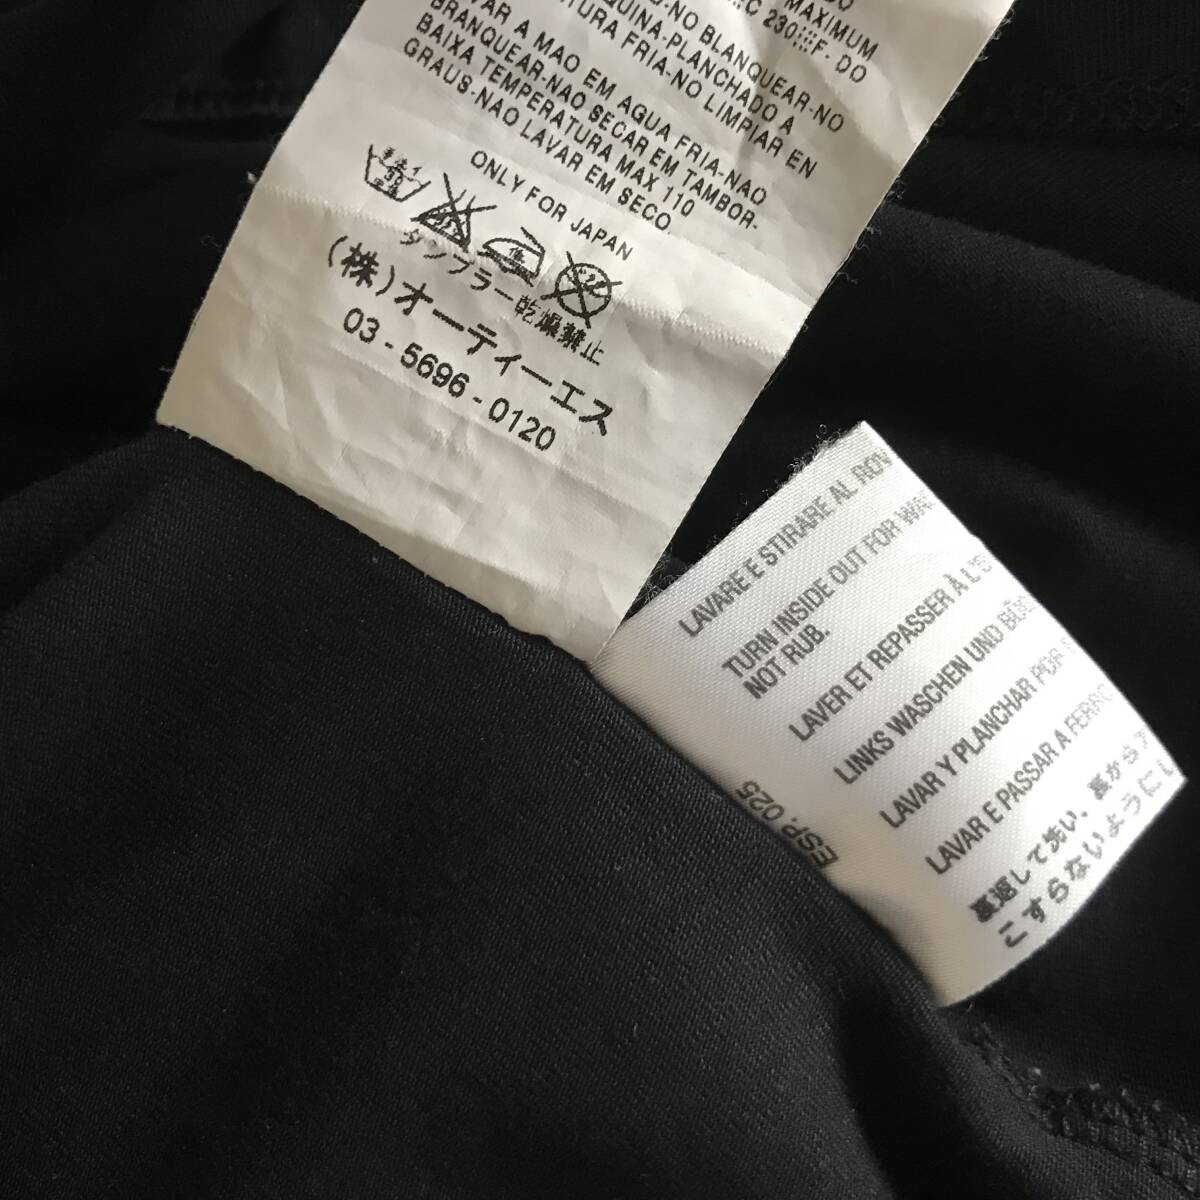 MAXIMUM
C 230 F- DO
NO BLANQUEAR-NO
QUINA-PLANCHADO A
TURA FRIA-NO LIMPIAR EN
VAR A MAO EM AGUA FRIA-NAO
BRANQUEAR-NAO SECAR EM TAMBOR-
BAIXA TEMPERATURA MAX 110
GRAUS-NAO LAVAR EM SECO
ONLY FOR JAPAN
タンブラー乾燥禁止
(株)オーティーエス
03-5696-0120
LAVARE E STIRARE AL ROV
TURN INSIDE OUT FOR WA
NOT RUB.
LAVER ET REPASSER À L'
LINKS WASCHEN UND BÜG
LAVAR Y PLANCHAR POR
LAVAR E PASSAR A FERRO
裏返して洗い、裏からア
こすらないようにし
ESP. 025